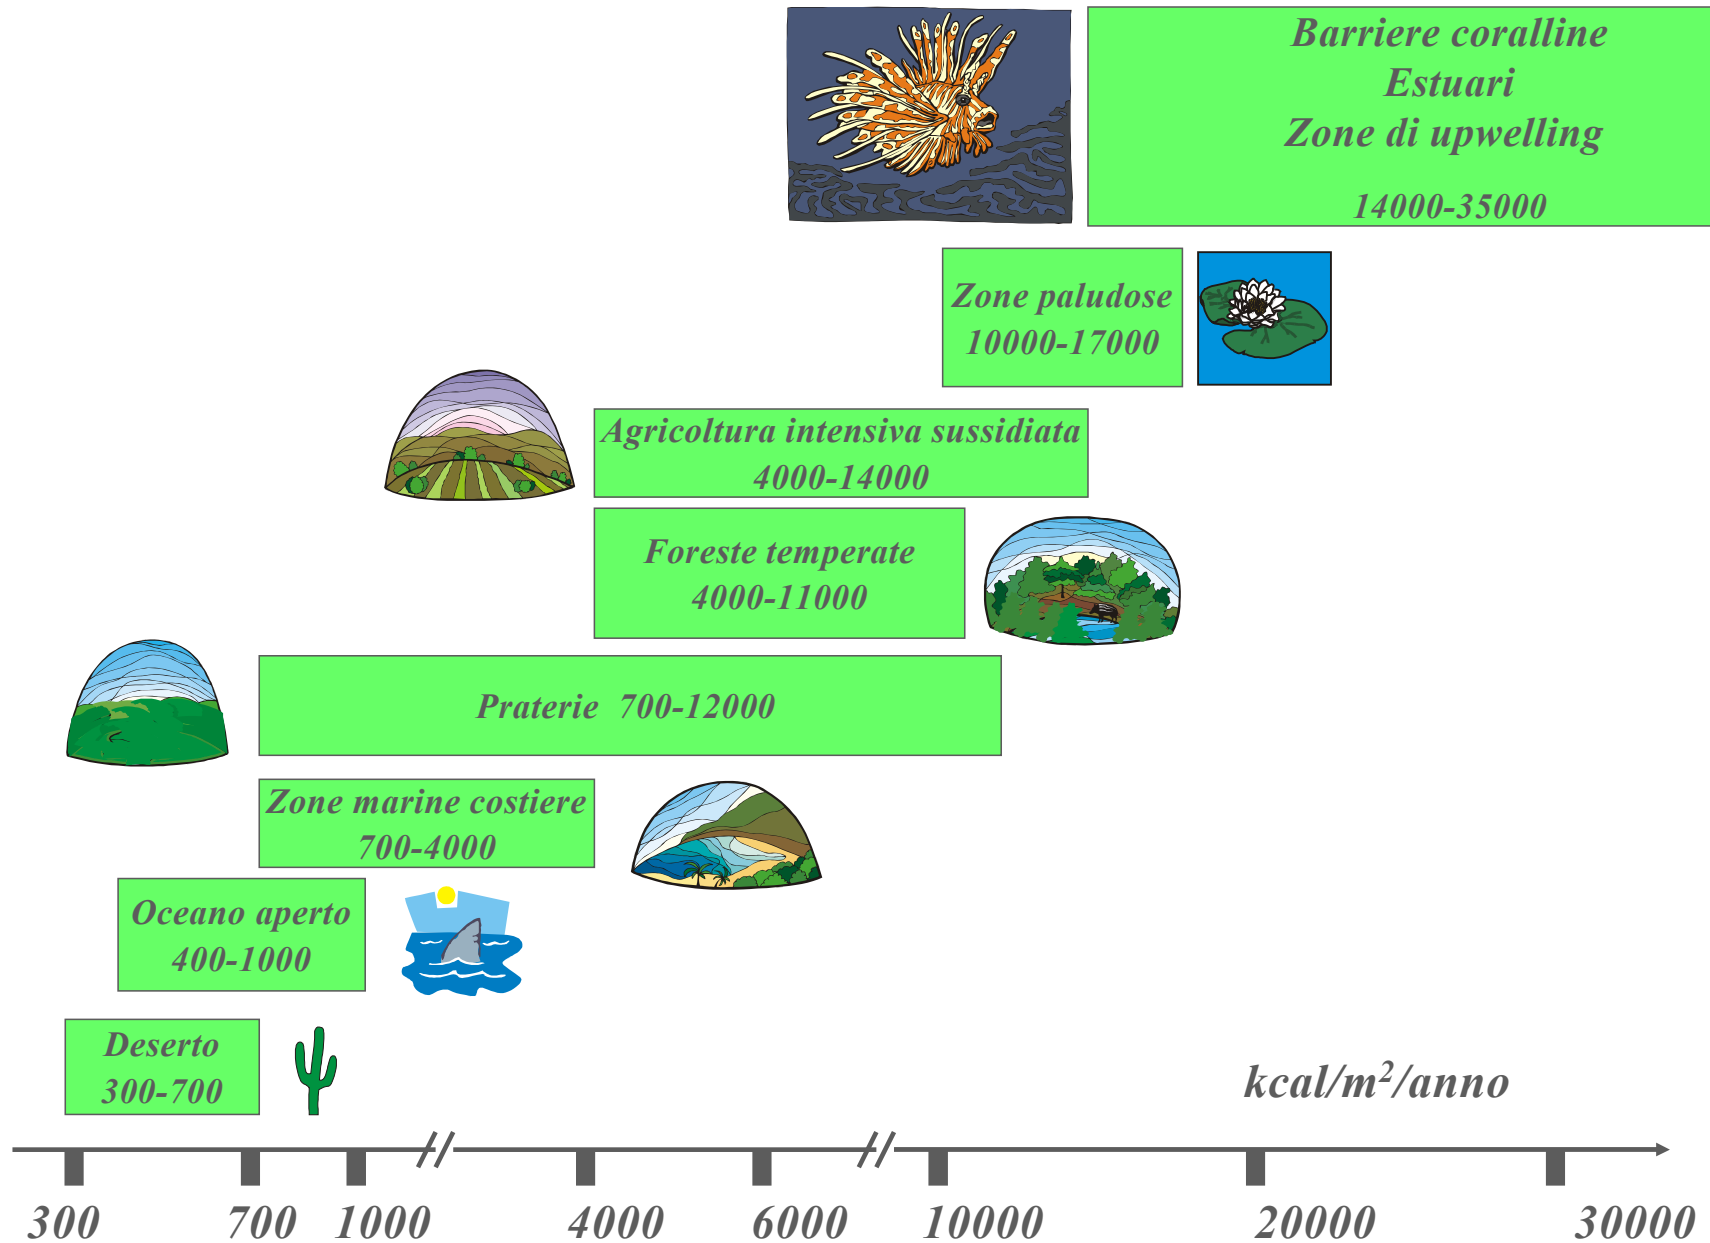 Barriere coralline
Estuari
Zone di upwelling
14000-35000
Zone paludose
10000-17000
Agricoltura intensiva sussidiata
4000-14000
Foreste temperate
4000-11000
Praterie 700-12000
Zone marine costiere
700-4000
Oceano aperto
400-1000
Deserto
300-700
kcal/m²/anno
300 700 1000 4000 6000 10000 20000 30000